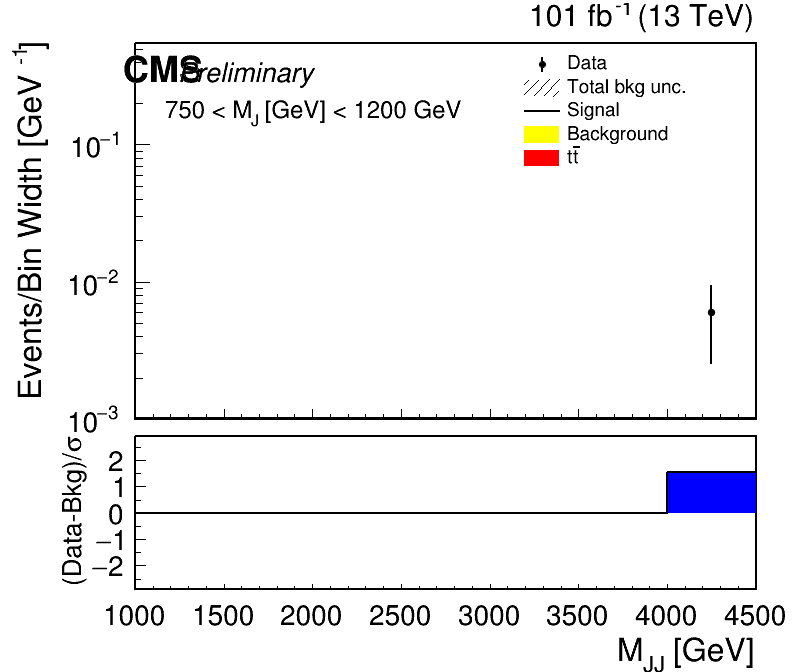 101 fb⁻¹ (13 TeV)
CMS Preliminary
750 < M_J [GeV] < 1200 GeV
Data
Total bkg unc.
Signal
Background
tt̄
Events/Bin Width [GeV⁻¹]
10⁻¹
10⁻²
10⁻³
(Data-Bkg)/σ
2
1
0
−1
−2
1000 1500 2000 2500 3000 3500 4000 4500
M_JJ [GeV]